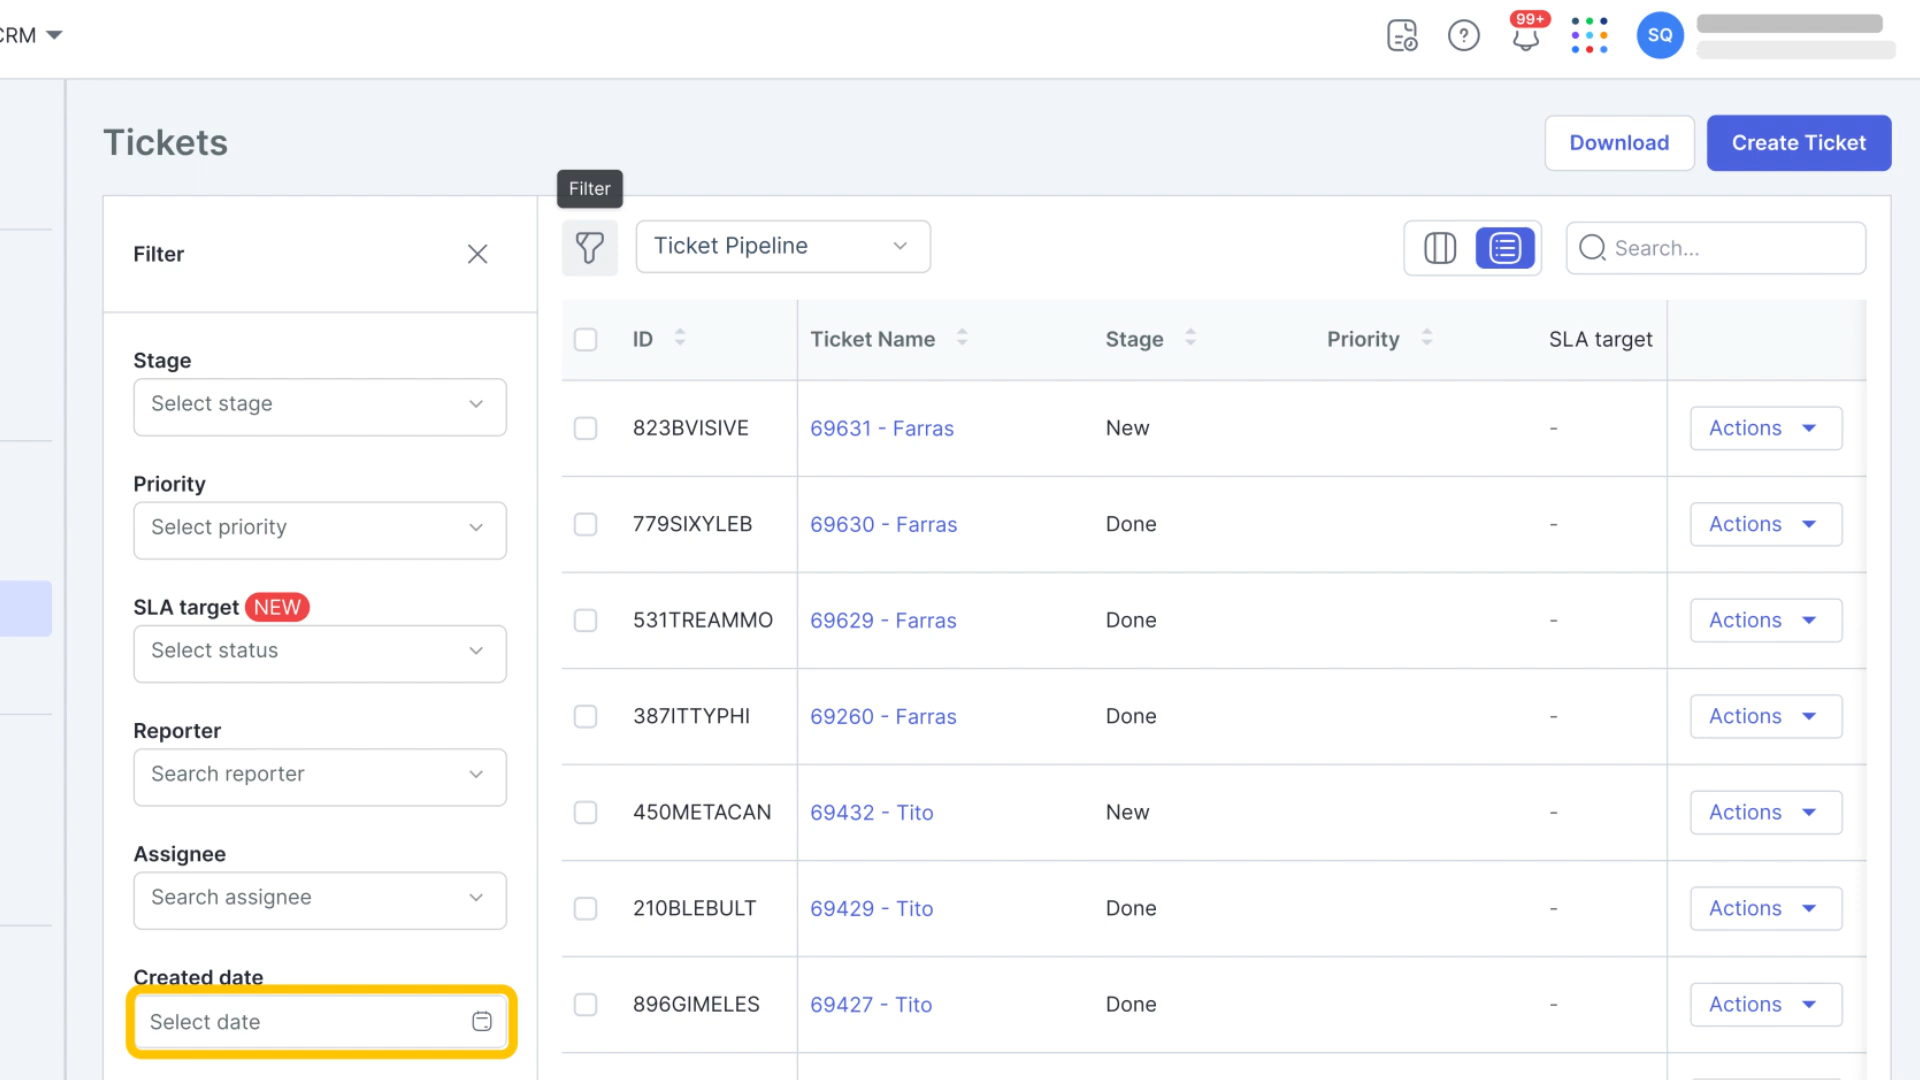 CRM
99+
SQ
Tickets
Download
Create Ticket
Filter
Filter
Ticket Pipeline
Search...
Stage
Select stage
Priority
Select priority
SLA target NEW
Select status
Reporter
Search reporter
Assignee
Search assignee
Created date
Select date
ID Ticket Name Stage Priority SLA target
823BVISIVE 69631 - Farras New - Actions
779SIXYLEB 69630 - Farras Done - Actions
531TREAMMO 69629 - Farras Done - Actions
387ITTYPHI 69260 - Farras Done - Actions
450METACAN 69432 - Tito New - Actions
210BLEBULT 69429 - Tito Done - Actions
896GIMELES 69427 - Tito Done - Actions